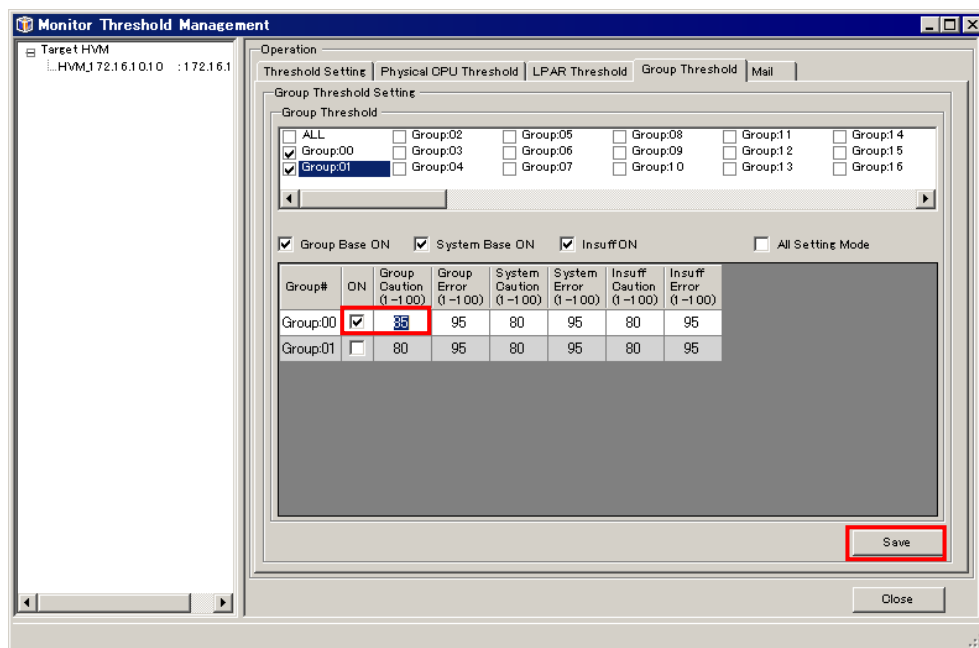 Monitor Threshold Management
Target HVM
HVM_172.16.10.10 :172.16.1
Operation
Threshold Setting Physical CPU Threshold LPAR Threshold Group Threshold Mail
Group Threshold Setting
Group Threshold
ALL Group:02 Group:05 Group:08 Group:11 Group:14
Group:00 Group:03 Group:06 Group:09 Group:12 Group:15
Group:01 Group:04 Group:07 Group:10 Group:13 Group:16
Group Base ON System Base ON InsuffON All Setting Mode
Group# ON Group Caution (1-100) Group Error (1-100) System Caution (1-100) System Error (1-100) Insuff Caution (1-100) Insuff Error (1-100)
Group:00 85 95 80 95 80 95
Group:01 80 95 80 95 80 95
Save
Close